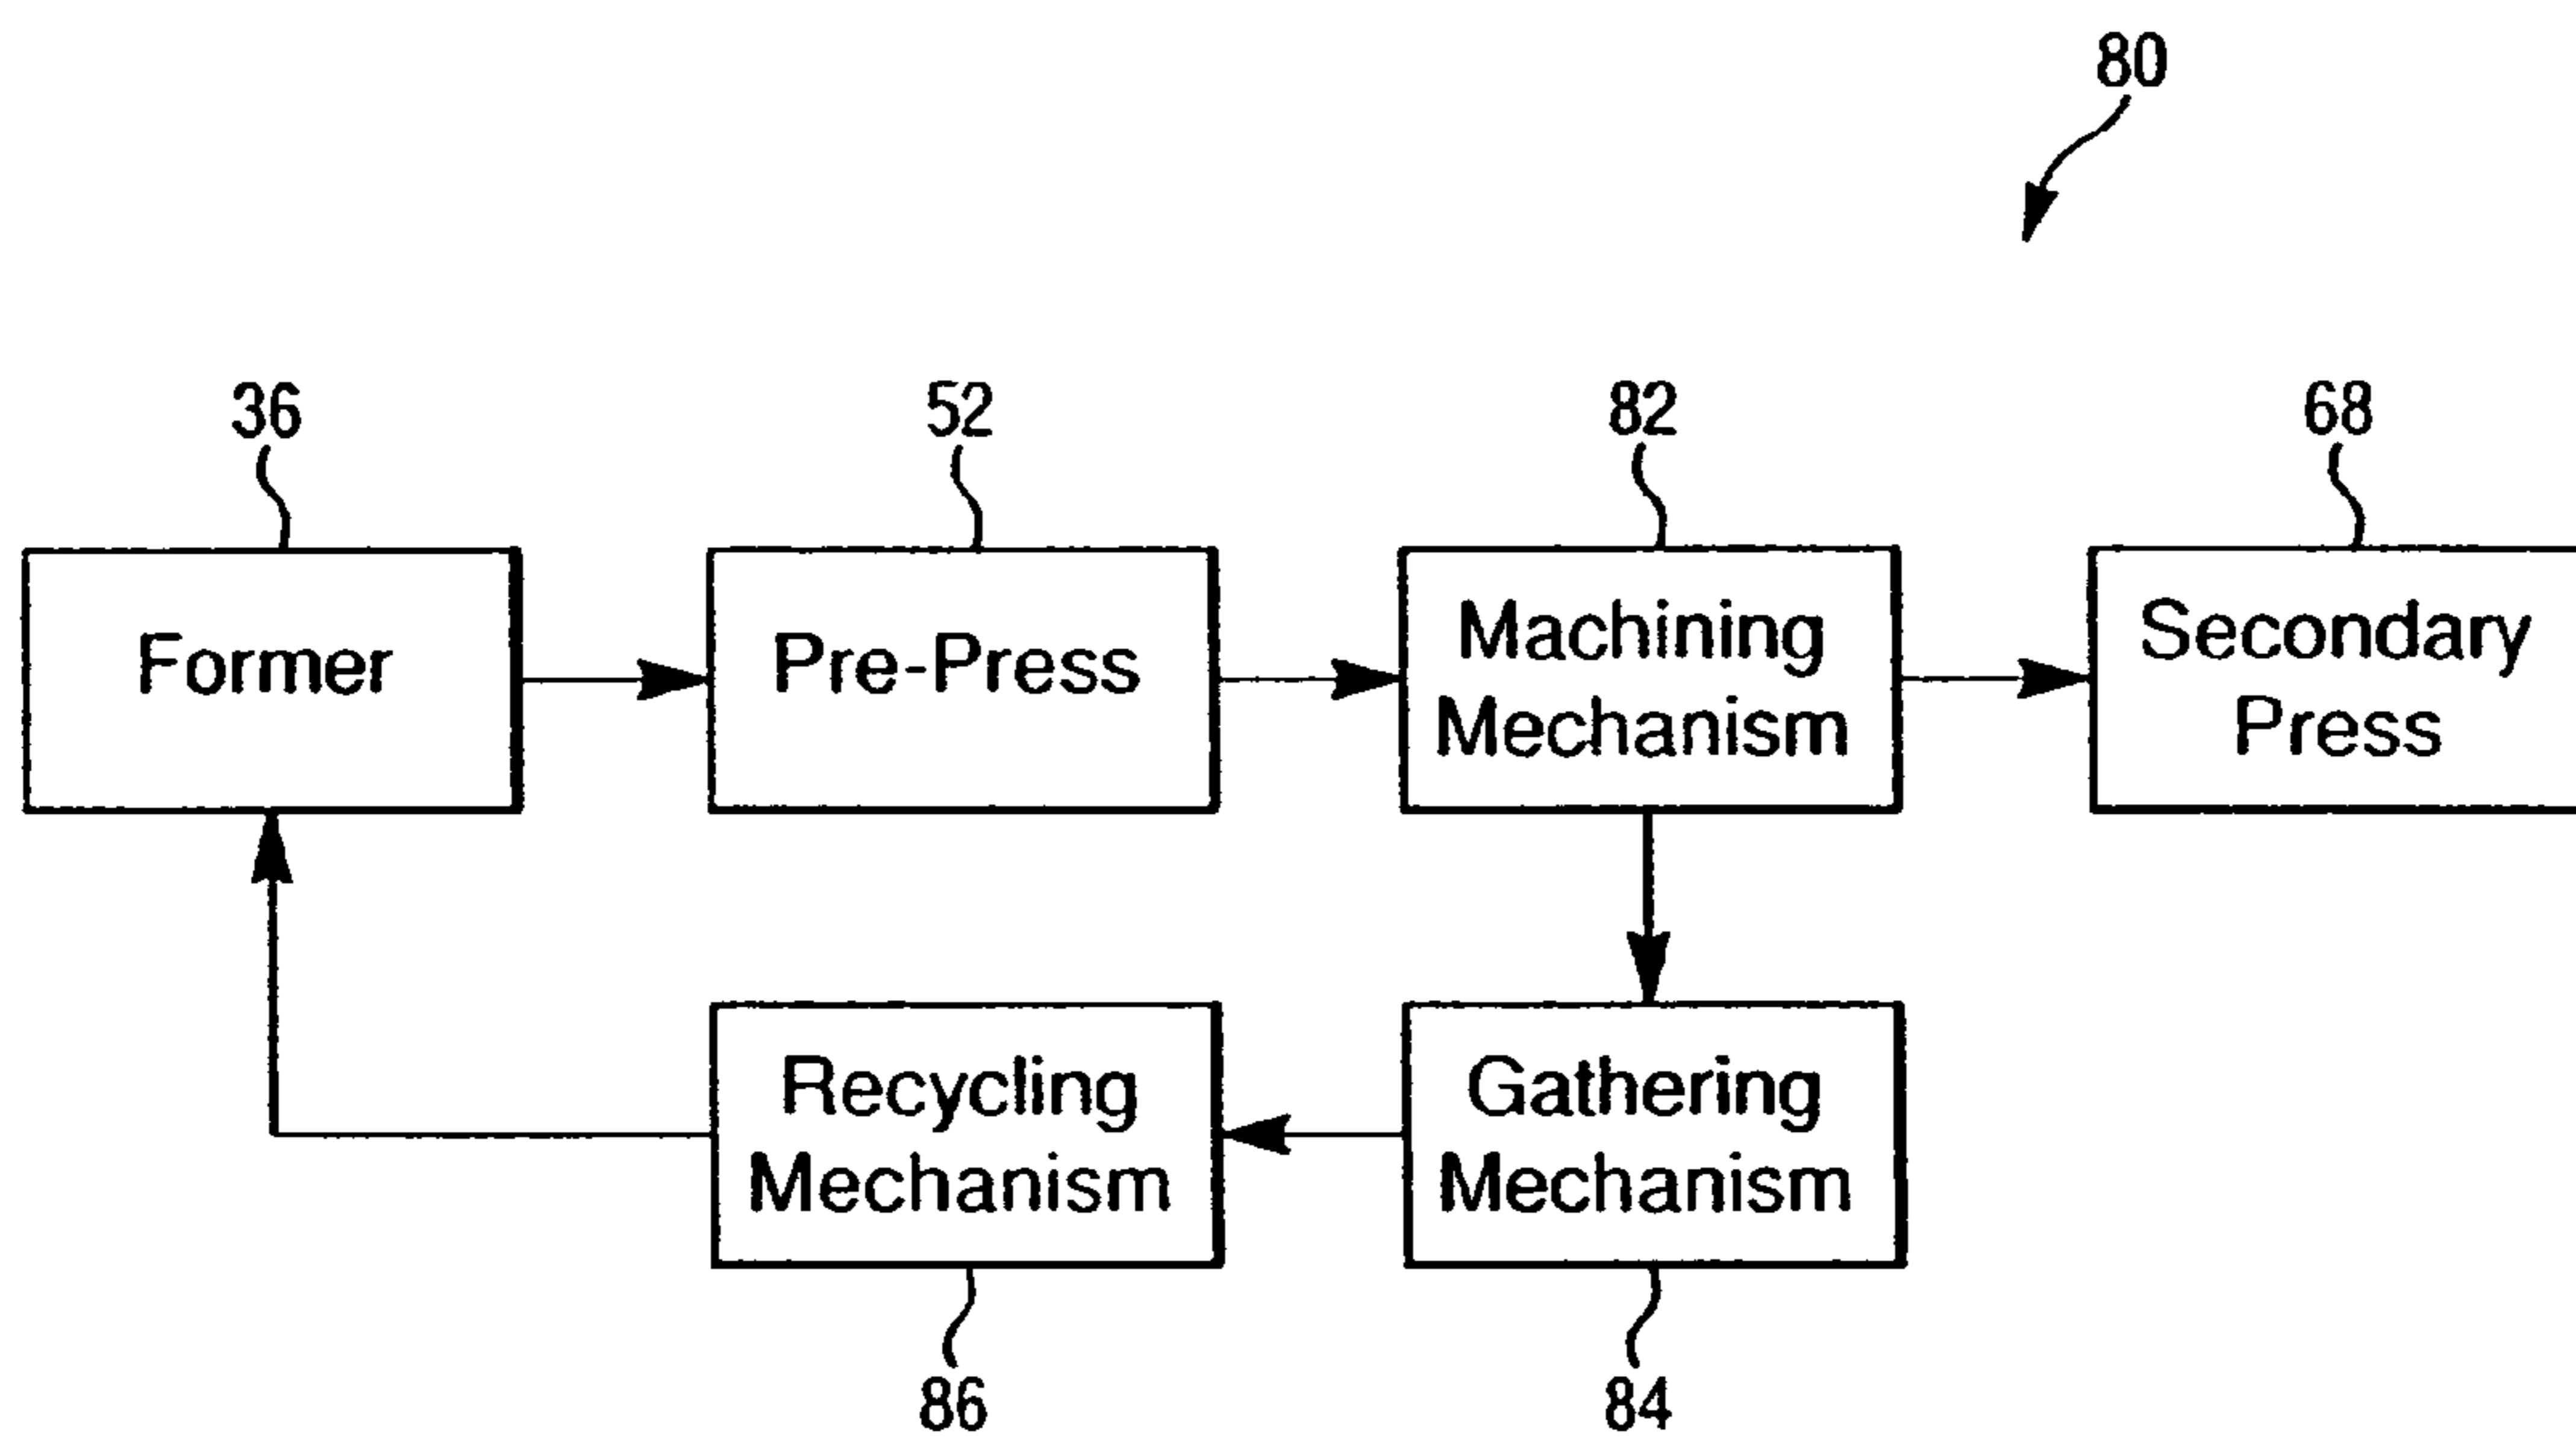 80
36
52
82
68
Former
Pre-Press
Machining
Mechanism
Secondary
Press
Recycling
Mechanism
Gathering
Mechanism
86
84